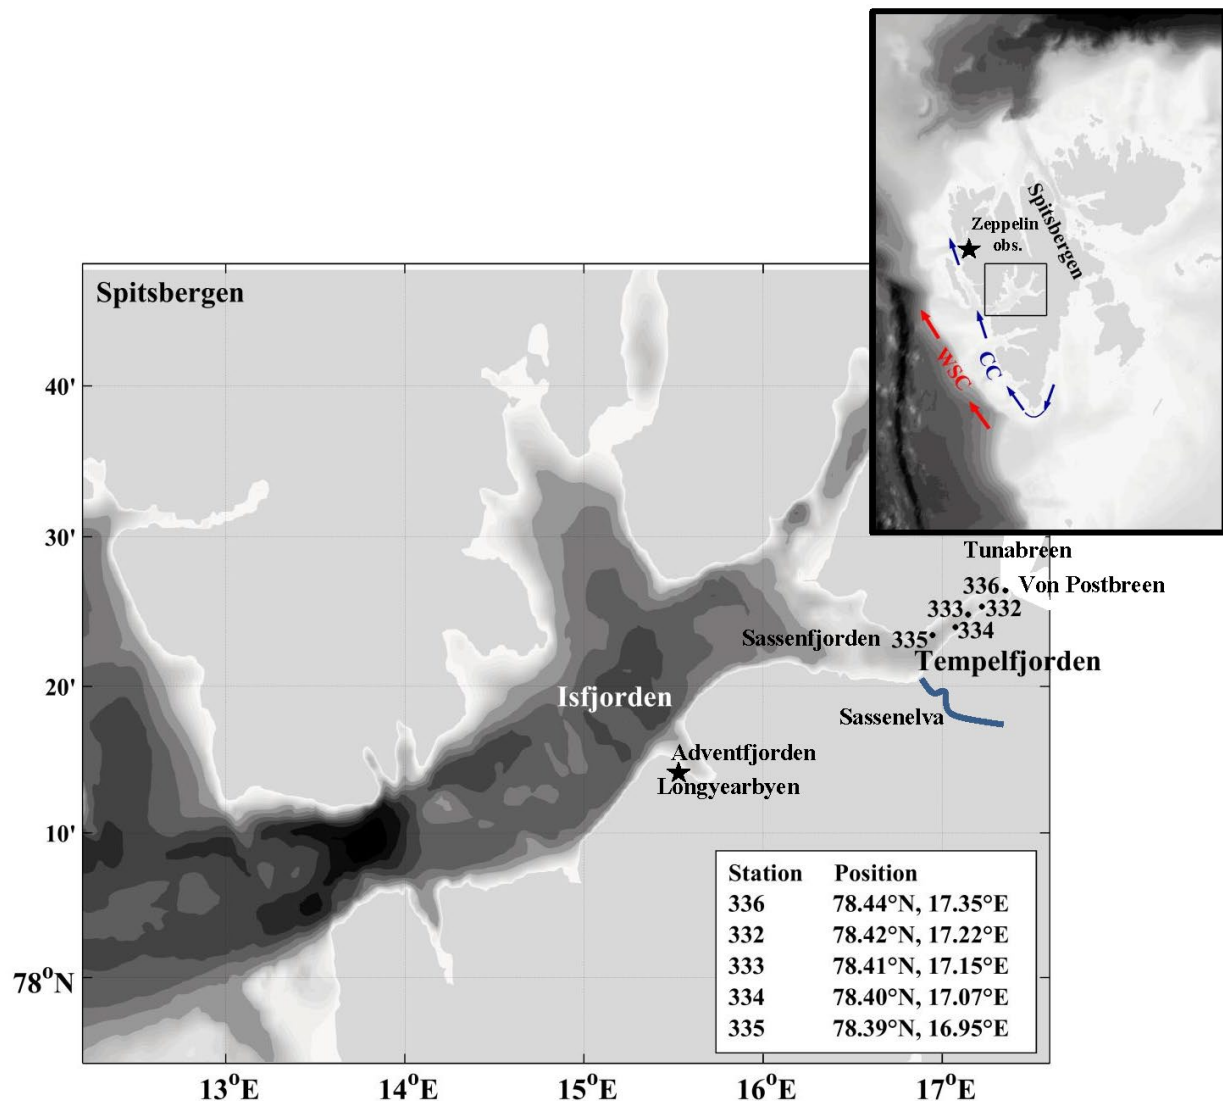 Zeppelin
obs.
Spitsbergen
WSC
CC
Spitsbergen
40'
30'
20'
10'
78°N
Tunabreen
336
Von Postbreen
333
332
334
335
Sassenfjorden
Tempelfjorden
Isfjorden
Sassenelva
Adventfjorden
Longyearbyen
Station Position
336 78.44°N, 17.35°E
332 78.42°N, 17.22°E
333 78.41°N, 17.15°E
334 78.40°N, 17.07°E
335 78.39°N, 16.95°E
13°E 14°E 15°E 16°E 17°E